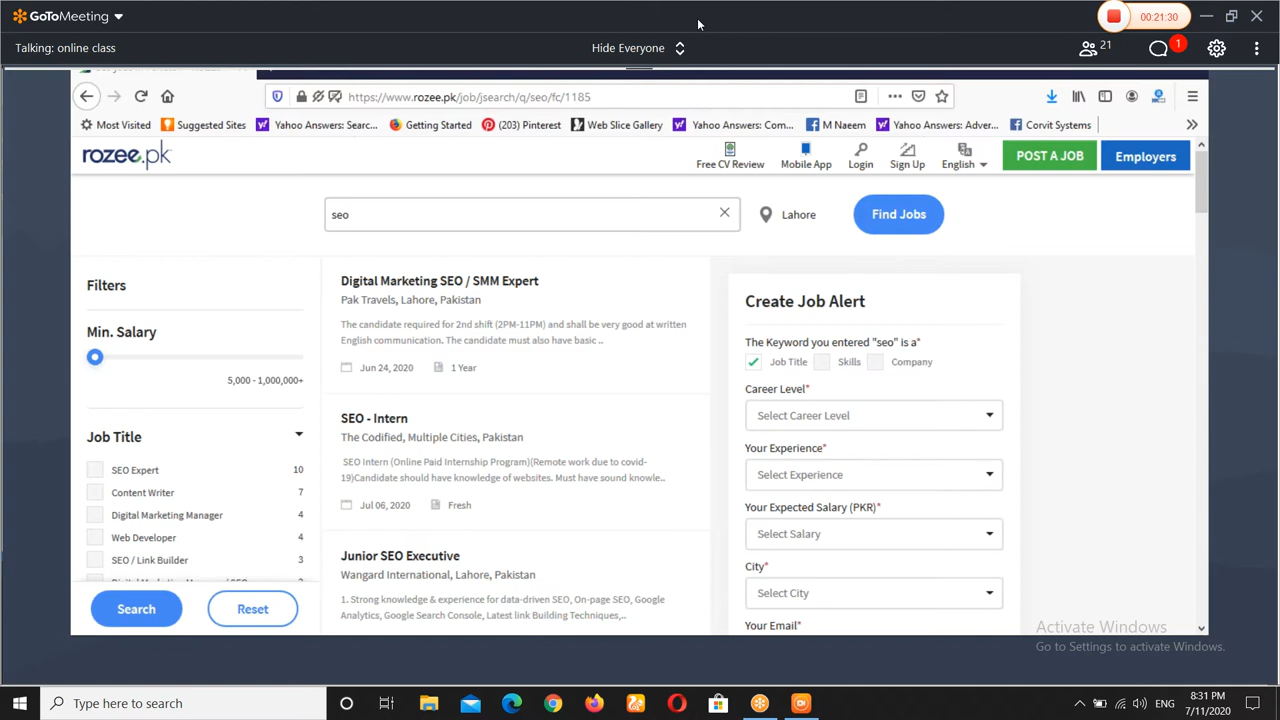 GoToMeeting
00:21:30
Talking: online class
Hide Everyone
21
1
https://www.rozee.pk/job/jsearch/q/seo/fc/1185
Most Visited
Suggested Sites
Yahoo Answers: Searc...
Getting Started
(203) Pinterest
Web Slice Gallery
Yahoo Answers: Com...
M Naeem
Yahoo Answers: Adver...
Corvit Systems
rozee.pk
Free CV Review
Mobile App
Login
Sign Up
English
POST A JOB
Employers
seo
Lahore
Find Jobs
Filters
Min. Salary
5,000 - 1,000,000+
Job Title
SEO Expert 10
Content Writer 7
Digital Marketing Manager 4
Web Developer 4
SEO / Link Builder 3
Search
Reset
Digital Marketing SEO / SMM Expert
Pak Travels, Lahore, Pakistan
The candidate required for 2nd shift (2PM-11PM) and shall be very good at written
English communication. The candidate must also have basic ..
Jun 24, 2020
1 Year
SEO - Intern
The Codified, Multiple Cities, Pakistan
SEO Intern (Online Paid Internship Program)(Remote work due to covid-
19)Candidate should have knowledge of websites. Must have sound knowle..
Jul 06, 2020
Fresh
Junior SEO Executive
Wangard International, Lahore, Pakistan
1. Strong knowledge & experience for data-driven SEO, On-page SEO, Google
Analytics, Google Search Console, Latest link Building Techniques,..
Create Job Alert
The Keyword you entered "seo" is a*
Job Title
Skills
Company
Career Level*
Select Career Level
Your Experience*
Select Experience
Your Expected Salary (PKR)*
Select Salary
City*
Select City
Your Email*
Activate Windows
Go to Settings to activate Windows.
Type here to search
ENG
8:31 PM
7/11/2020